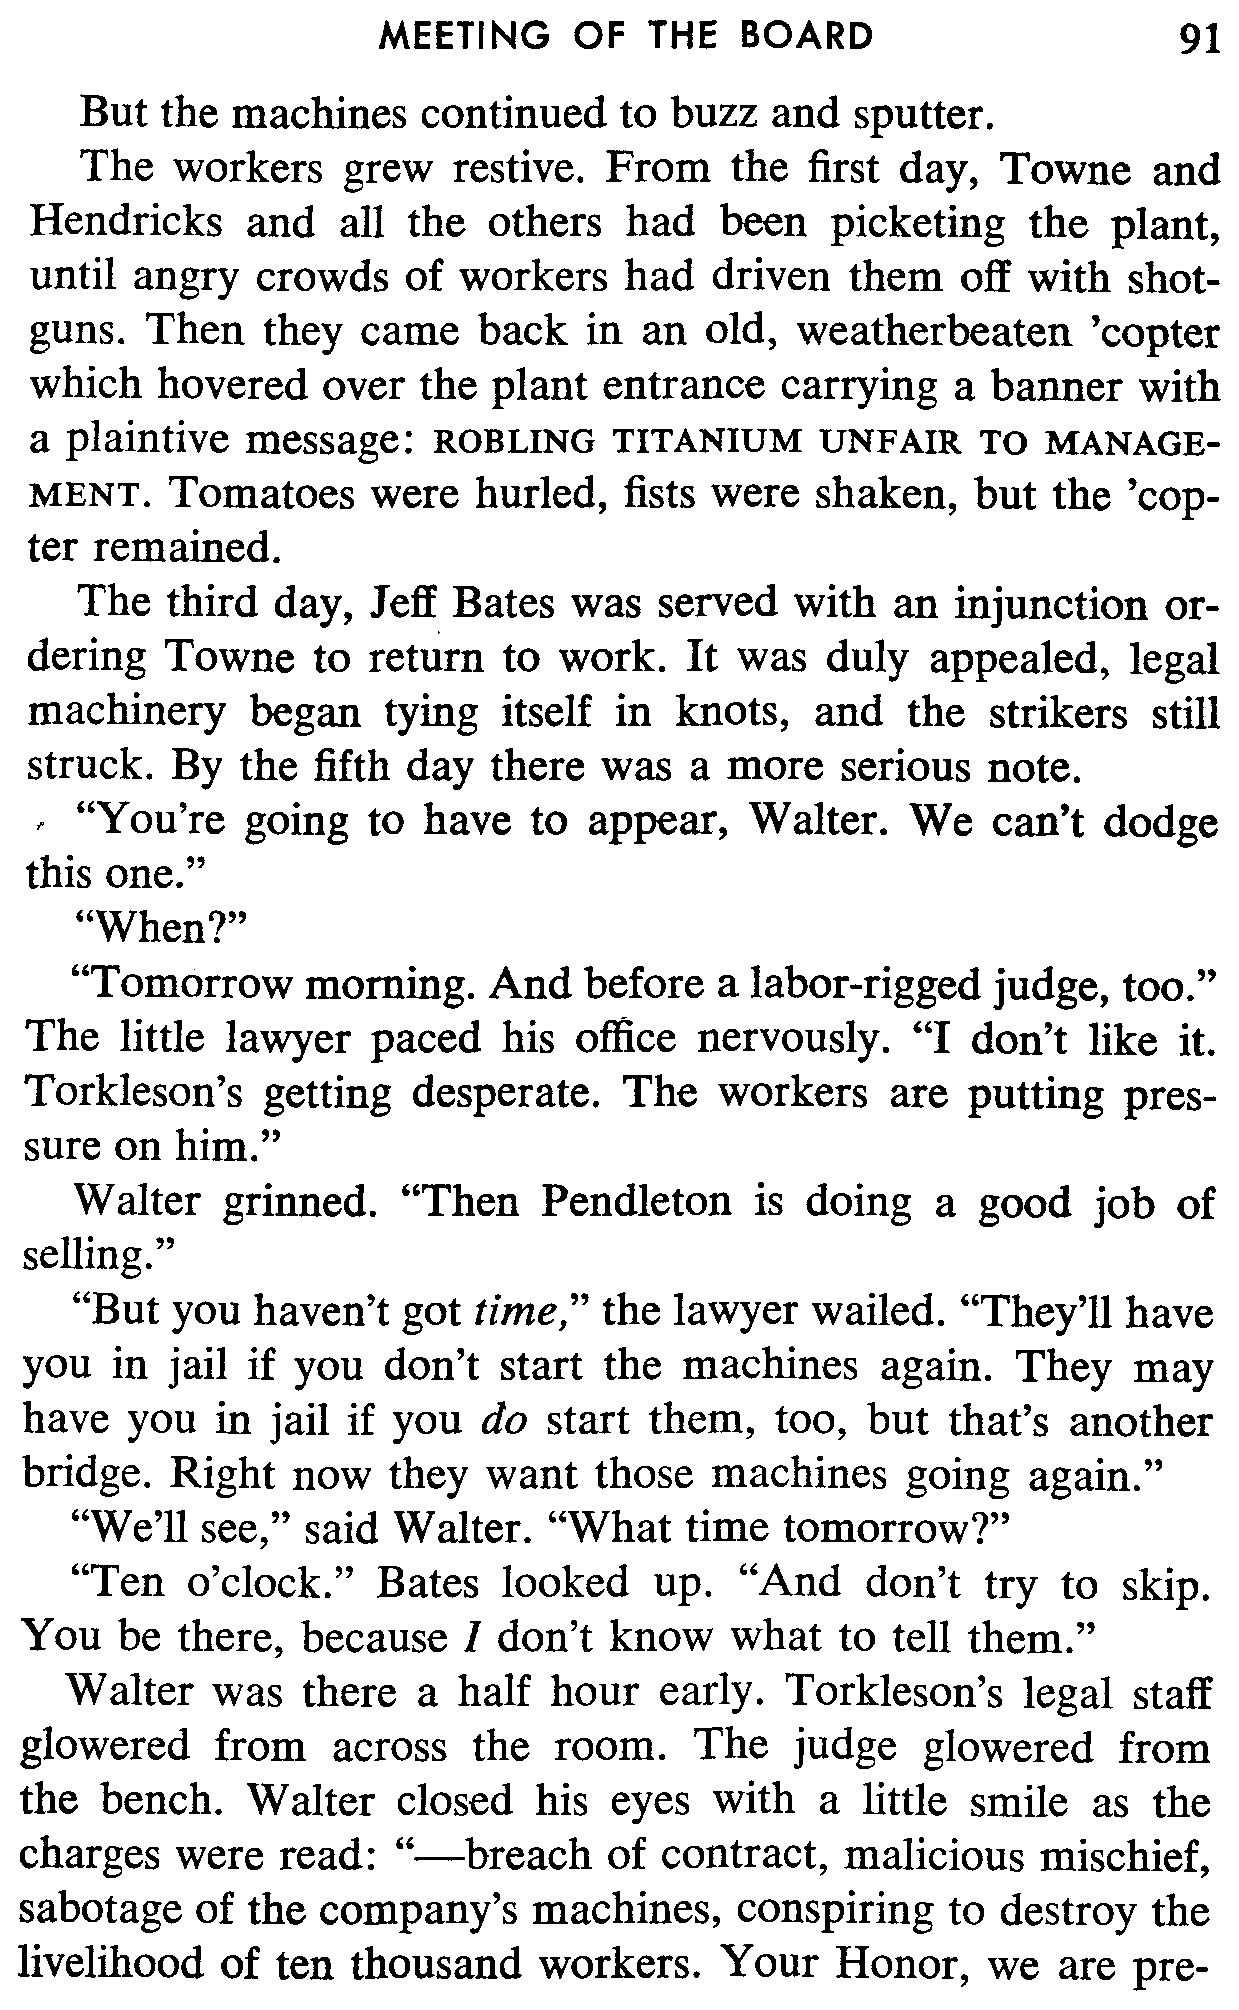 MEETING OF THE BOARD 91
But the machines continued to buzz and sputter.
The workers grew restive. From the first day, Towne and
Hendricks and all the others had been picketing the plant,
until angry crowds of workers had driven them off with shot-
guns. Then they came back in an old, weatherbeaten ’copter
which hovered over the plant entrance carrying a banner with
a plaintive message: ROBLING TITANIUM UNFAIR TO MANAGE-
MENT. Tomatoes were hurled, fists were shaken, but the ’cop-
ter remained.
The third day, Jeff Bates was served with an injunction or-
dering Towne to return to work. It was duly appealed, legal
machinery began tying itself in knots, and the strikers still
struck. By the fifth day there was a more serious note.
“You’re going to have to appear, Walter. We can’t dodge
this one.”
“When?”
“Tomorrow morning. And before a labor-rigged judge, too.”
The little lawyer paced his office nervously. “I don’t like it.
Torkleson’s getting desperate. The workers are putting pres-
sure on him.”
Walter grinned. “Then Pendleton is doing a good job of
selling.”
“But you haven’t got time,” the lawyer wailed. “They’ll have
you in jail if you don’t start the machines again. They may
have you in jail if you do start them, too, but that’s another
bridge. Right now they want those machines going again.”
“We’ll see,” said Walter. “What time tomorrow?”
“Ten o’clock.” Bates looked up. “And don’t try to skip.
You be there, because I don’t know what to tell them.”
Walter was there a half hour early. Torkleson’s legal staff
glowered from across the room. The judge glowered from
the bench. Walter closed his eyes with a little smile as the
charges were read: “—breach of contract, malicious mischief,
sabotage of the company’s machines, conspiring to destroy the
livelihood of ten thousand workers. Your Honor, we are pre-